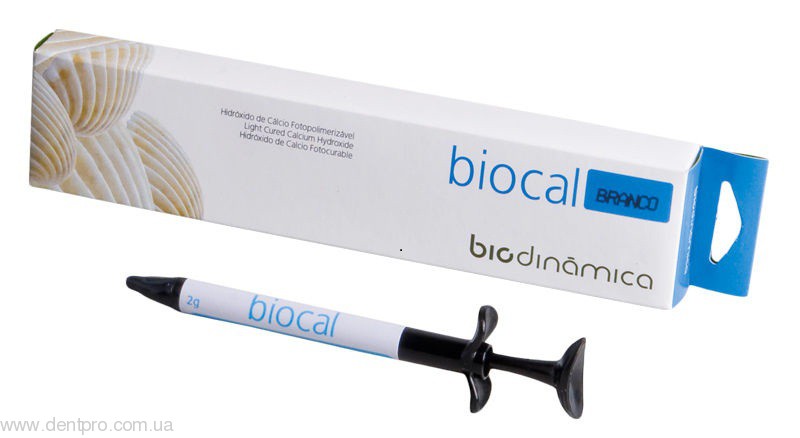 Hidróxido de Cálcio Fotopolimerizável
Light Cured Calcium Hydroxide
Hidróxido de Calcio Fotocurable
biocal BRANCO
biodinâmica
2g
biocal
www.dentpro.com.ua